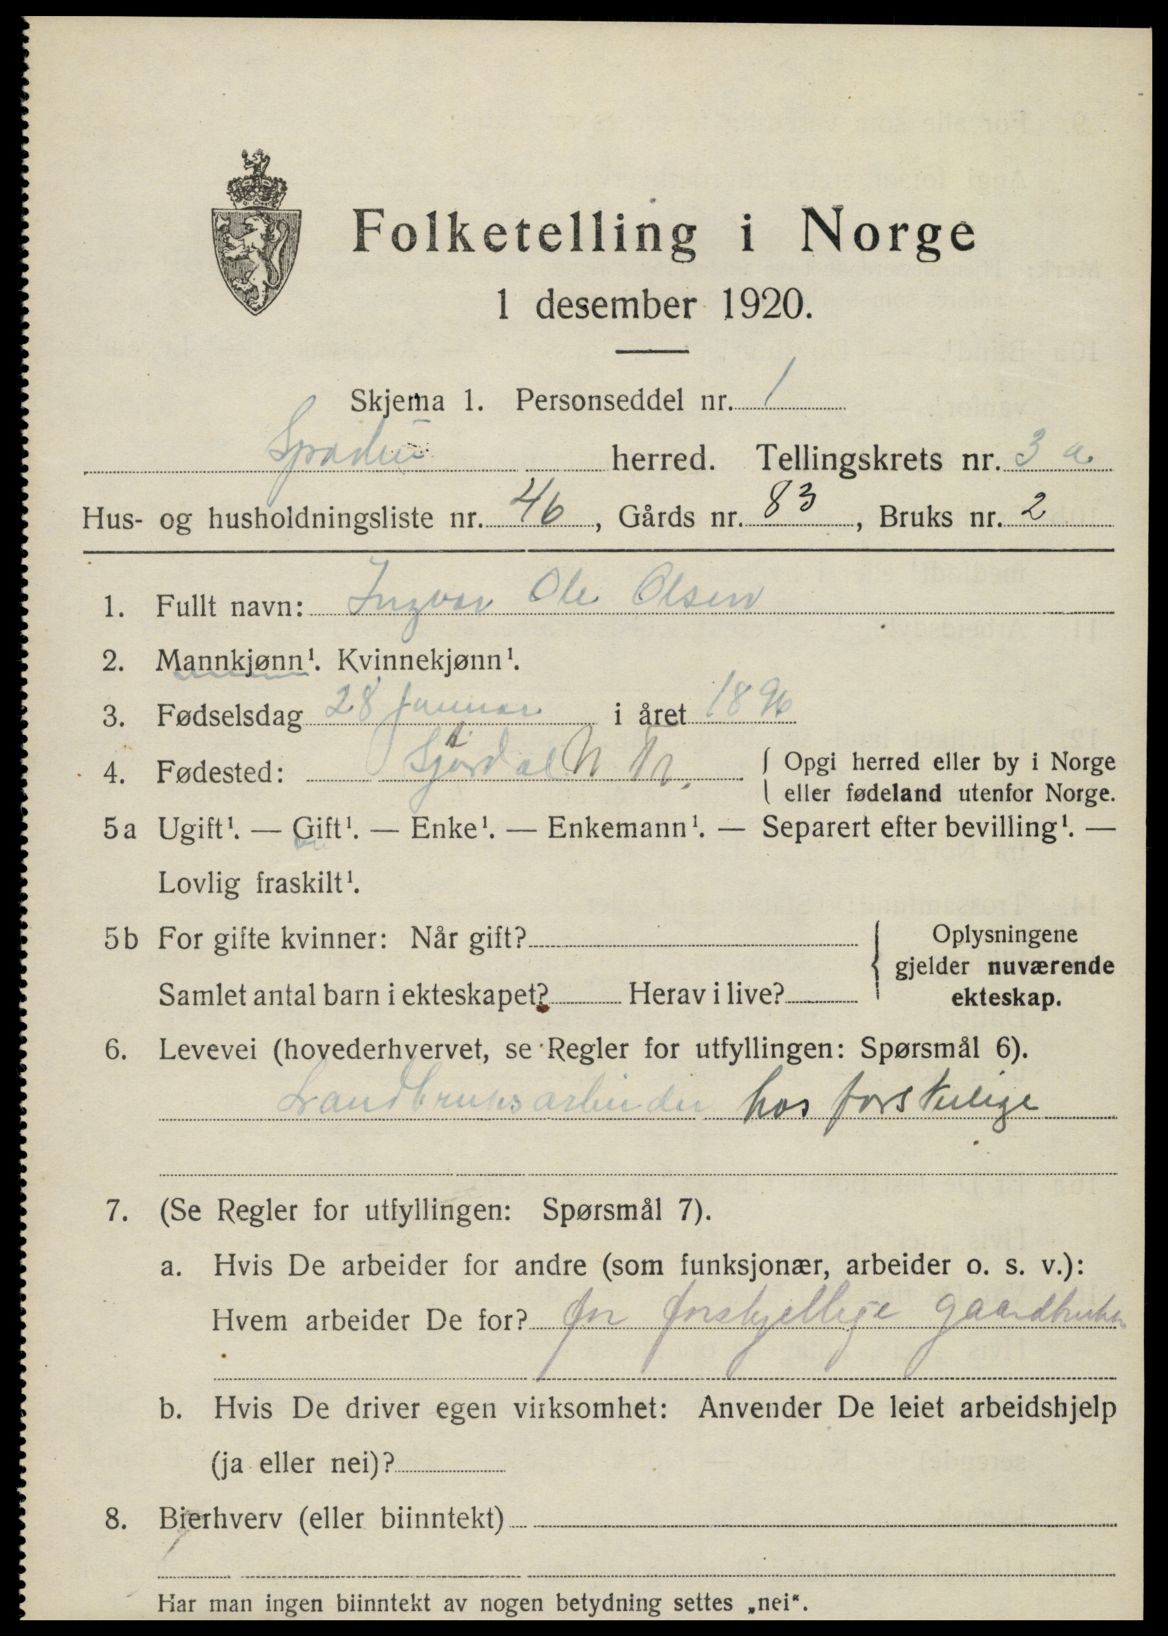 Folketelling i Norge
1 desember 1920.
Skjema 1. Personseddel nr. 1
herred. Tellingskrets nr. 3 a.
Hus- og husholdningsliste nr. 46, Gårds nr. 83, Bruks nr. 2
1. Fullt navn: Ingvar Ole Olsen
2. Mannkjønn¹. Kvinnekjønn¹.
3. Fødselsdag 28 Januar i året 1896
4. Fødested: Stjørdal N. Tr. { Opgi herred eller by i Norge
eller fødeland utenfor Norge.
5a Ugift¹. — Gift¹. — Enke¹. — Enkemann¹. — Separert efter bevilling¹. —
Lovlig fraskilt¹.
5b For gifte kvinner: Når gift? { Oplysningene
gjelder nuværende
Samlet antal barn i ekteskapet? Herav i live? ekteskap.
6. Levevei (hovederhvervet, se Regler for utfyllingen: Spørsmål 6).
Landbruksarbeider hos forskjellige
7. (Se Regler for utfyllingen: Spørsmål 7).
a. Hvis De arbeider for andre (som funksjonær, arbeider o. s. v.):
Hvem arbeider De for? for forskjellige gaardbruker
b. Hvis De driver egen virksomhet: Anvender De leiet arbeidshjelp
(ja eller nei)?
8. Bierhverv (eller biinntekt)
Har man ingen biinntekt av nogen betydning settes „nei“.